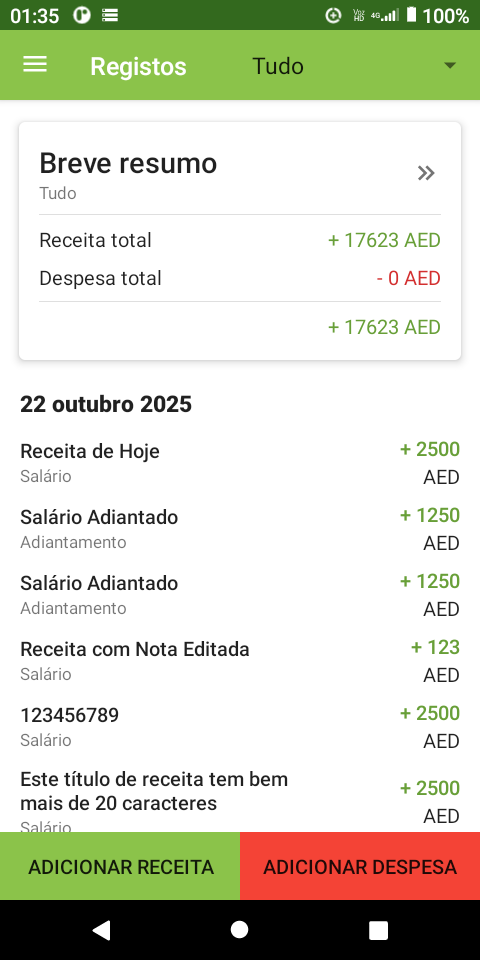 01:35
4G
100%
Registos
Tudo
Breve resumo
Tudo
Receita total
+ 17623 AED
Despesa total
- 0 AED
+ 17623 AED
22 outubro 2025
Receita de Hoje
+ 2500
Salário
AED
Salário Adiantado
+ 1250
Adiantamento
AED
Salário Adiantado
+ 1250
Adiantamento
AED
Receita com Nota Editada
+ 123
Salário
AED
123456789
+ 2500
Salário
AED
Este título de receita tem bem
mais de 20 caracteres
+ 2500
AED
Salário
ADICIONAR RECEITA
ADICIONAR DESPESA